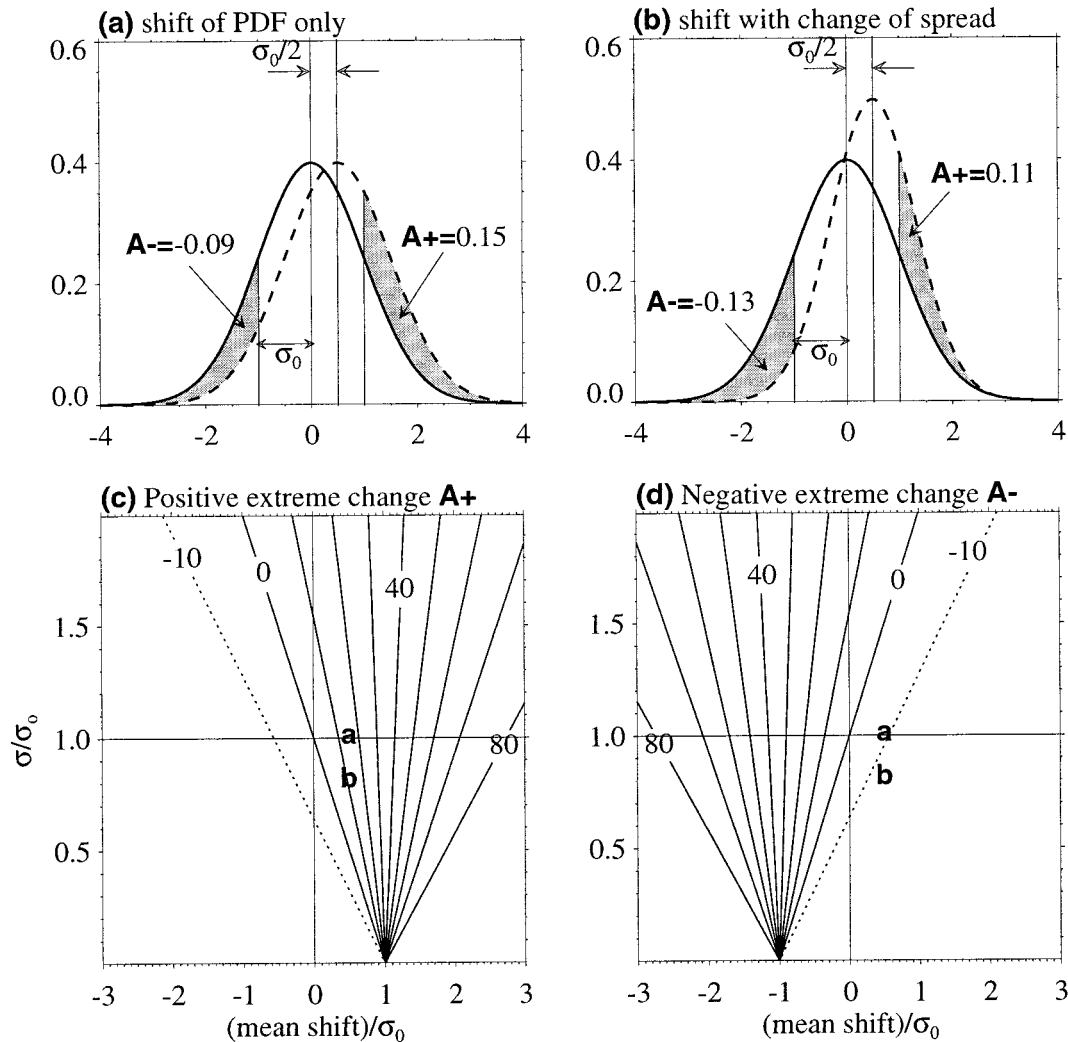 (a) shift of PDF only
0.6
0.4
0.2
0.0
σ₀/2
A-=-0.09
A+=0.15
σ₀
-4 -2 0 2 4
(b) shift with change of spread
0.6
0.4
0.2
0.0
σ₀/2
A+=0.11
A-=-0.13
σ₀
-4 -2 0 2 4
(c) Positive extreme change A+
-10
0
40
80
a
b
1.5
1.0
0.5
σ/σ₀
-3 -2 -1 0 1 2 3
(mean shift)/σ₀
(d) Negative extreme change A-
-10
0
40
80
a
b
1.5
1.0
0.5
-3 -2 -1 0 1 2 3
(mean shift)/σ₀